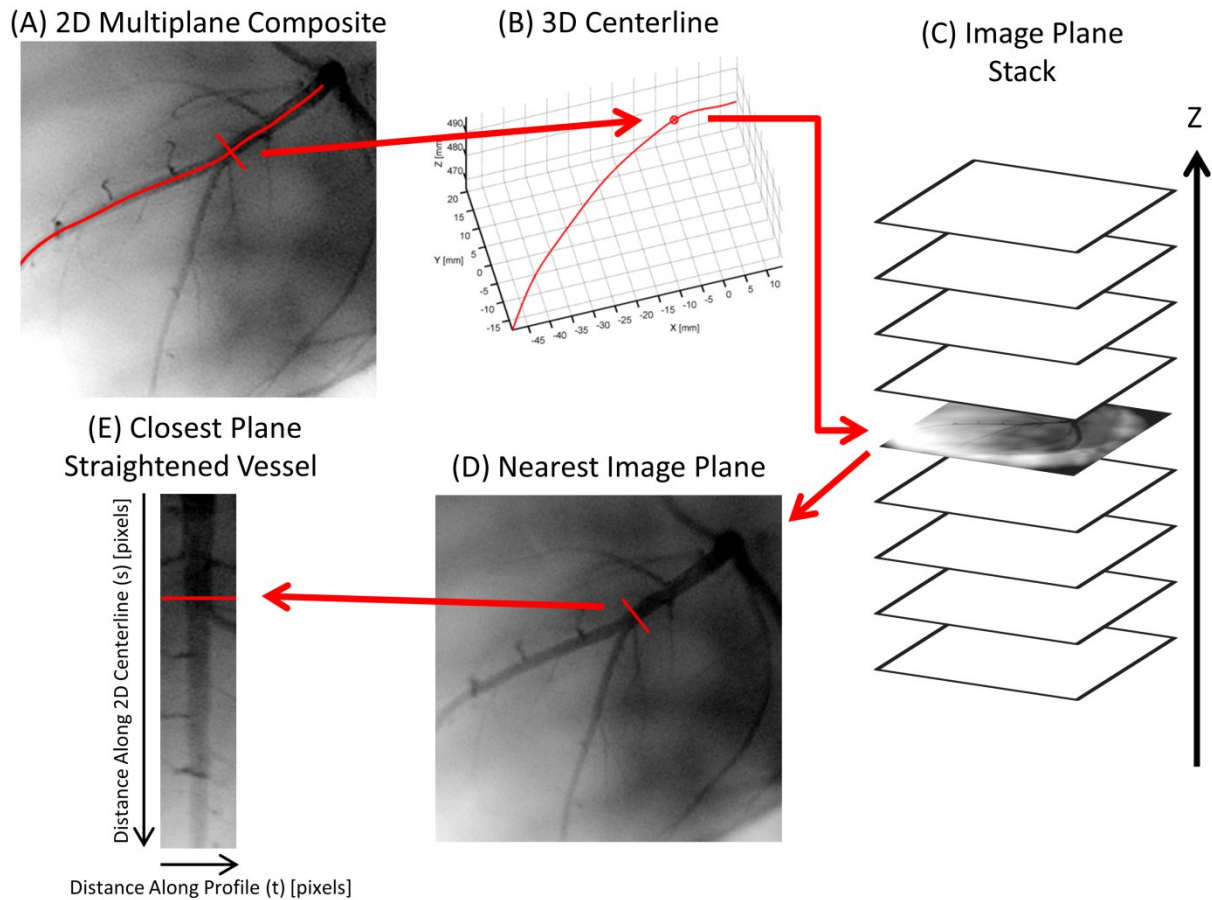 (A) 2D Multiplane Composite
(B) 3D Centerline
490
480
470
Z [mm]
20
15
10
5
0
-5
-10
-15
Y [mm]
-45
-40
-35
-30
-25
-20
-15
-10
-5
0
5
10
X [mm]
(C) Image Plane
Stack
Z
(D) Nearest Image Plane
(E) Closest Plane
Straightened Vessel
Distance Along 2D Centerline (s) [pixels]
Distance Along Profile (t) [pixels]